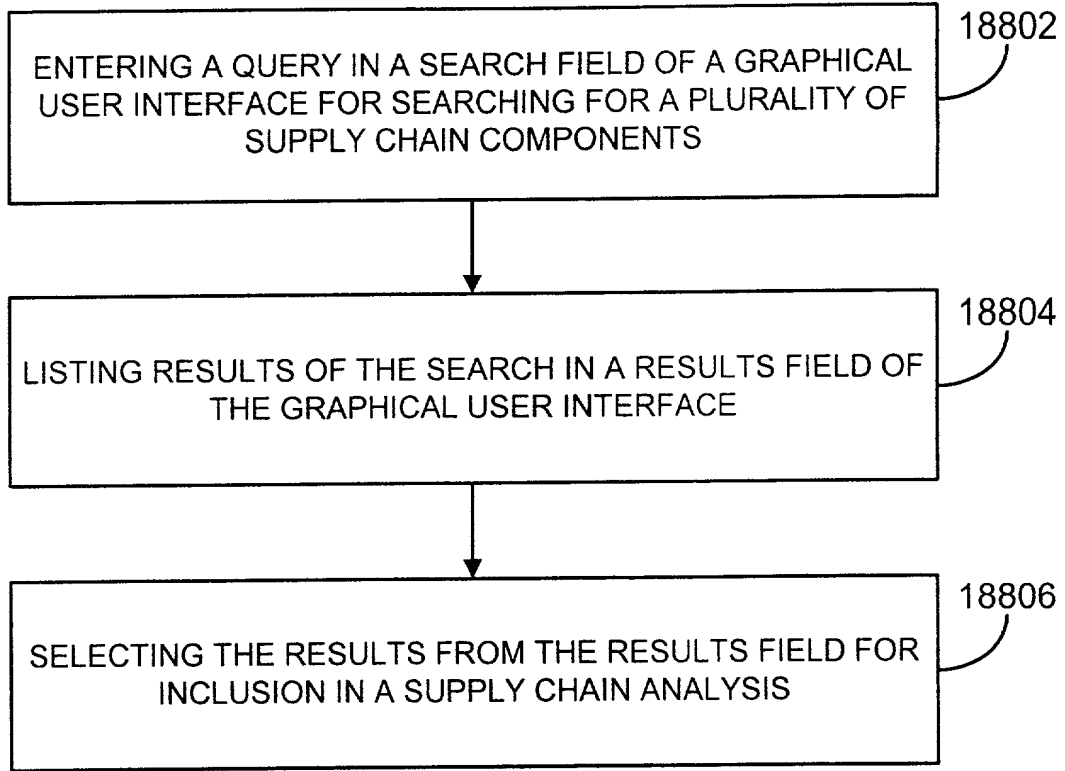 18802
ENTERING A QUERY IN A SEARCH FIELD OF A GRAPHICAL
USER INTERFACE FOR SEARCHING FOR A PLURALITY OF
SUPPLY CHAIN COMPONENTS
18804
LISTING RESULTS OF THE SEARCH IN A RESULTS FIELD OF
THE GRAPHICAL USER INTERFACE
18806
SELECTING THE RESULTS FROM THE RESULTS FIELD FOR
INCLUSION IN A SUPPLY CHAIN ANALYSIS